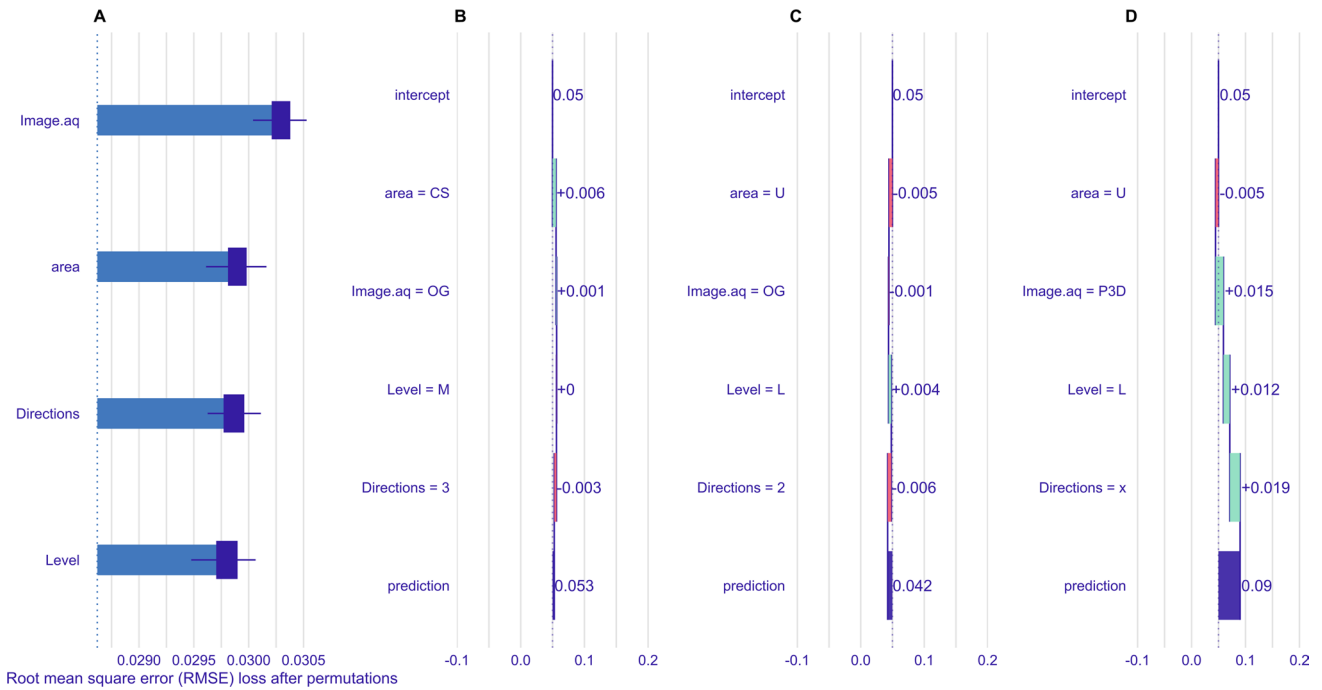 A
Image.aq
area
Directions
Level
0.0290 0.0295 0.0300 0.0305
Root mean square error (RMSE) loss after permutations
B
intercept 0.05
area = CS +0.006
Image.aq = OG +0.001
Level = M +0
Directions = 3 -0.003
prediction 0.053
-0.1 0.0 0.1 0.2
C
intercept 0.05
area = U -0.005
Image.aq = OG -0.001
Level = L +0.004
Directions = 2 -0.006
prediction 0.042
-0.1 0.0 0.1 0.2
D
intercept 0.05
area = U -0.005
Image.aq = P3D +0.015
Level = L +0.012
Directions = x +0.019
prediction 0.09
-0.1 0.0 0.1 0.2